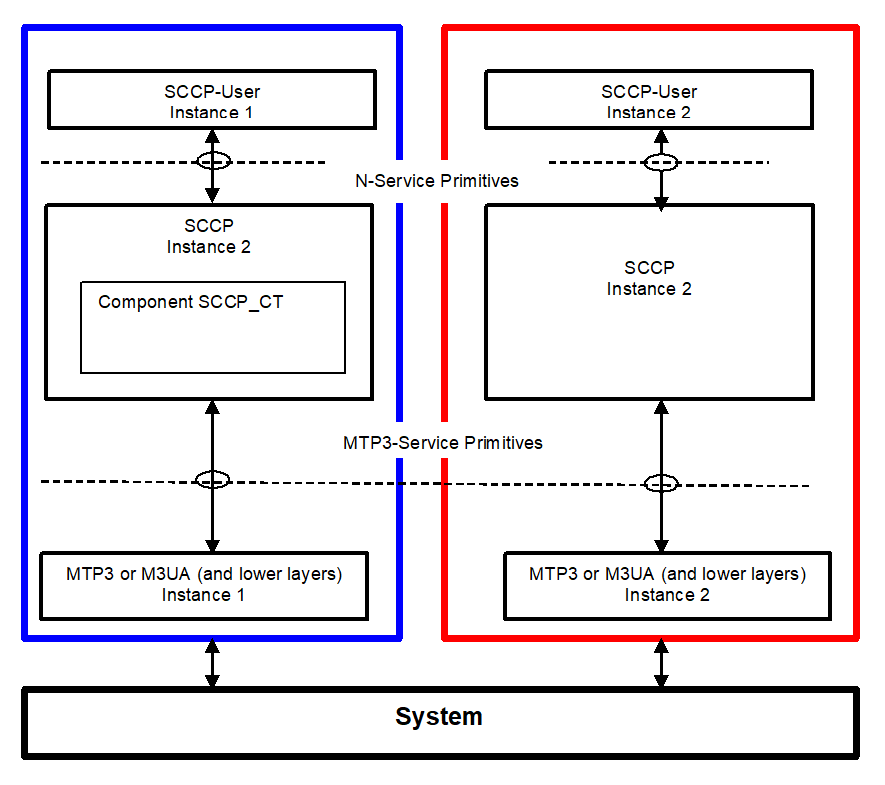 SCCP-User
Instance 1
SCCP-User
Instance 2
N-Service Primitives
SCCP
Instance 2
Component SCCP_CT
SCCP
Instance 2
MTP3-Service Primitives
MTP3 or M3UA (and lower layers)
Instance 1
MTP3 or M3UA (and lower layers)
Instance 2
System